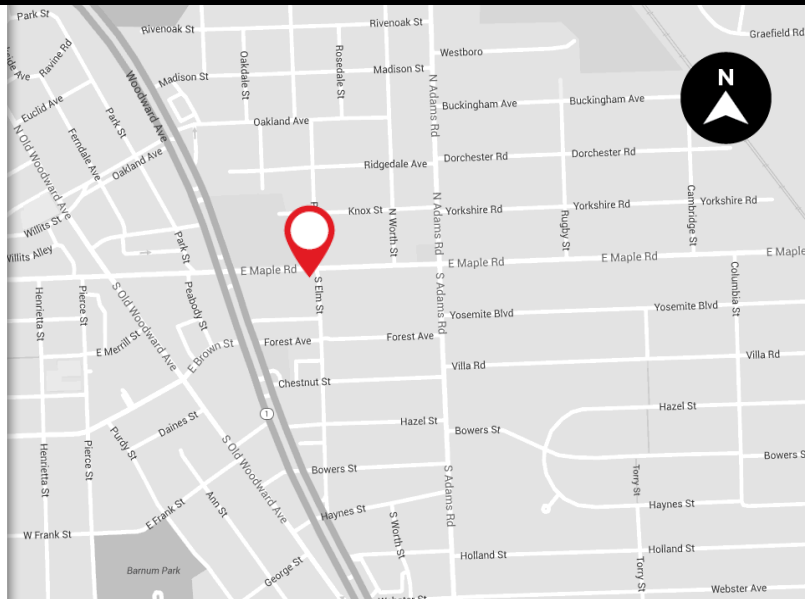 Park St
Rivenoak St
Rivenoak St
Graefield Rd
Ravine Rd
Westboro
Oakdale St
Rosedale St
Madison St
Madison St
N
Woodward Ave
N Adams Rd
Euclid Ave
Park St
Buckingham Ave
Buckingham Ave
Oakland Ave
N Old Woodward Ave
Ferndale Ave
Oakland Ave
Ridgedale Ave
Dorchester Rd
Dorchester Rd
Knox St
N Worth St
N Adams Rd
Yorkshire Rd
Rugby St
Cambridge St
Yorkshire Rd
Yorkshire Rd
Willits St
Willits Alley
Park St
E Maple Rd
E Maple Rd
E Maple Rd
E Maple
S Elm St
S Adams Rd
Columbia St
Henrietta St
Pierce St
S Old Woodward Ave
Peabody St
Yosemite Blvd
Yosemite Blvd
E Merrill St
E Brown St
Forest Ave
Forest Ave
Villa Rd
Villa Rd
Chestnut St
Hazel St
1
Daines St
Hazel St
Bowers St
Purdy St
S Old Woodward Ave
Henrietta St
Pierce St
Bowers St
Bowers S
S Adams Rd
Torry St
Ann St
E Frank St
Haynes St
Haynes St
S Worth St
W Frank St
Holland St
Holland St
Barnum Park
George St
Torry St
Webster Ave